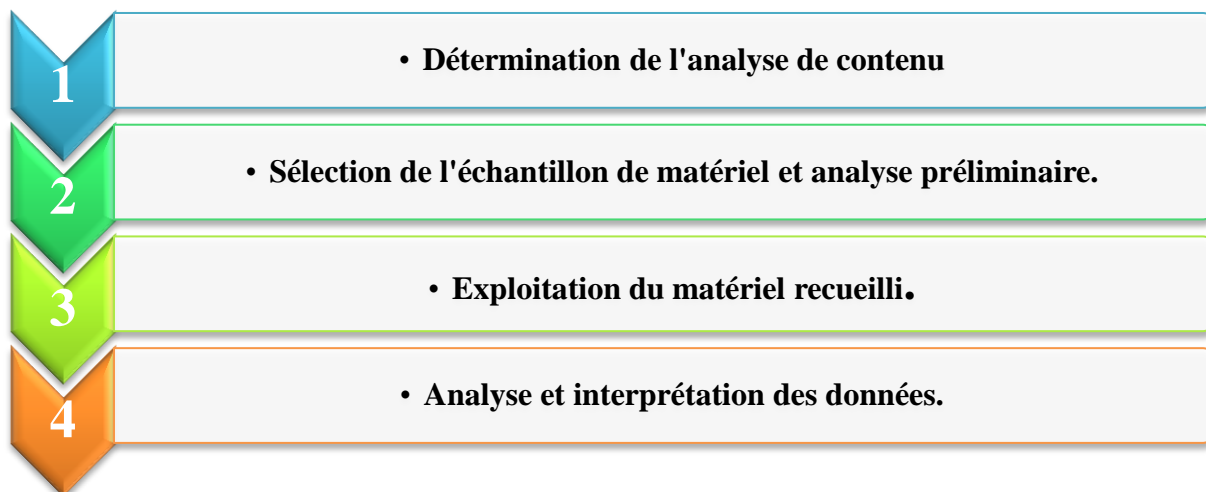 1
• Détermination de l'analyse de contenu
2
• Sélection de l'échantillon de matériel et analyse préliminaire.
3
• Exploitation du matériel recueilli.
4
• Analyse et interprétation des données.